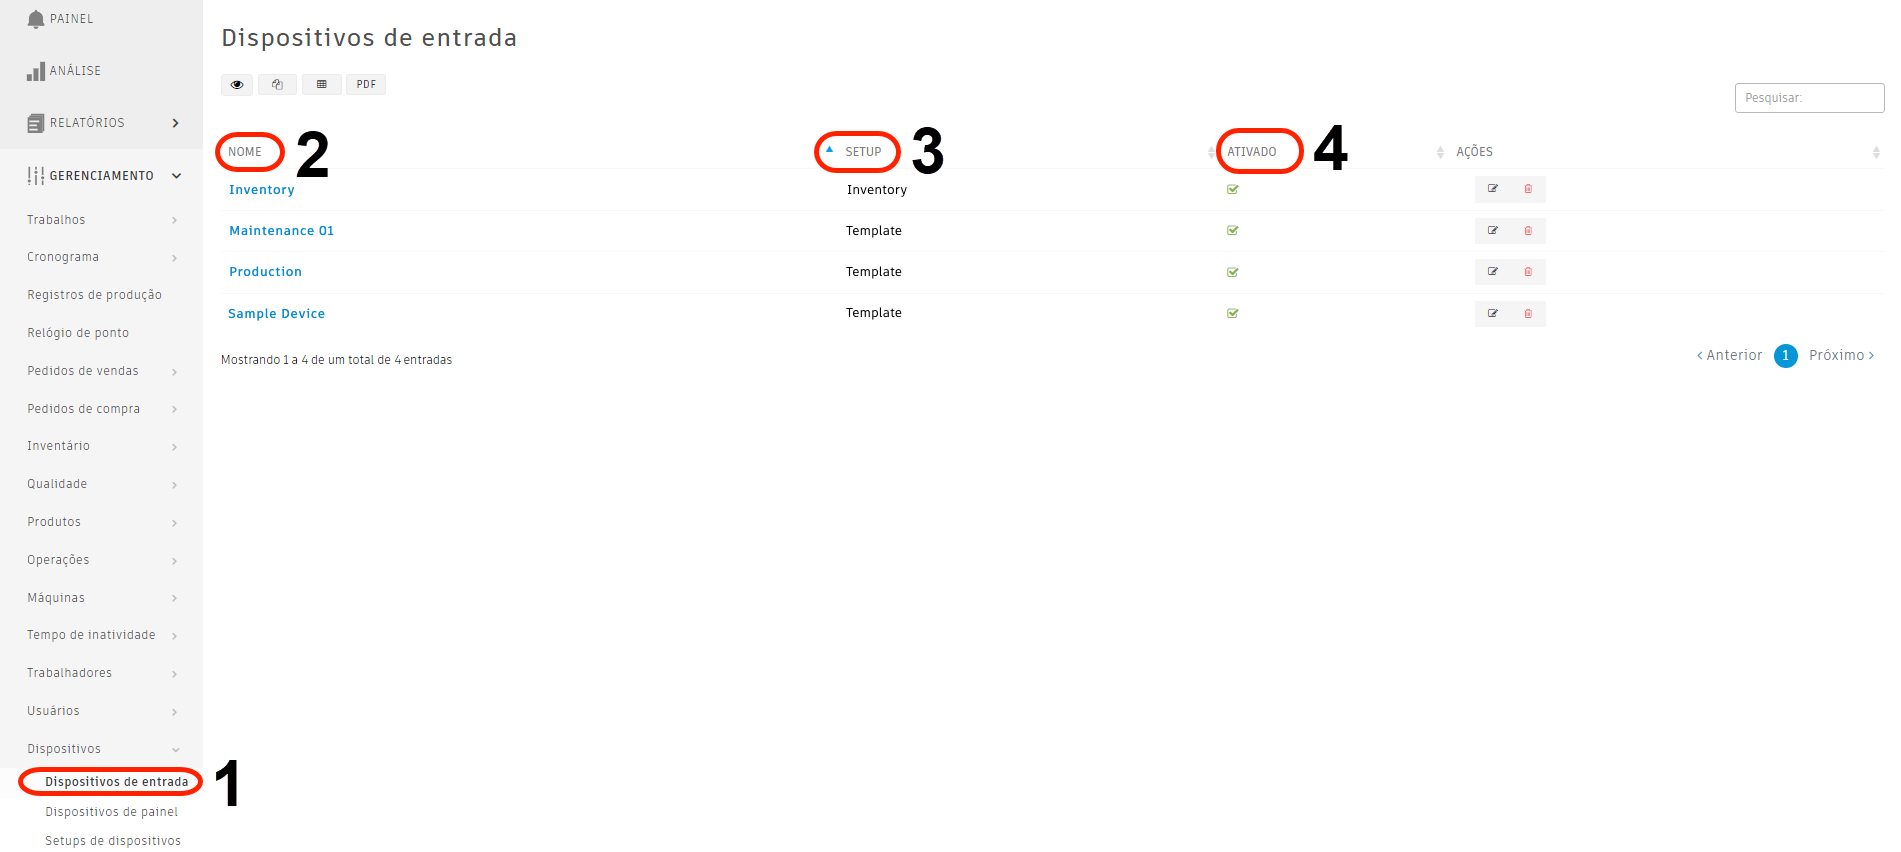 PAINEL
ANÁLISE
RELATÓRIOS
GERENCIAMENTO
Trabalhos
Cronograma
Registros de produção
Relógio de ponto
Pedidos de vendas
Pedidos de compra
Inventário
Qualidade
Produtos
Operações
Máquinas
Tempo de inatividade
Trabalhadores
Usuários
Dispositivos
Dispositivos de entrada 1
Dispositivos de painel
Setups de dispositivos
Dispositivos de entrada
PDF
Pesquisar:
NOME 2 SETUP 3 ATIVADO 4 AÇÕES
Inventory Inventory
Maintenance 01 Template
Production Template
Sample Device Template
Mostrando 1 a 4 de um total de 4 entradas
‹ Anterior 1 Próximo ›